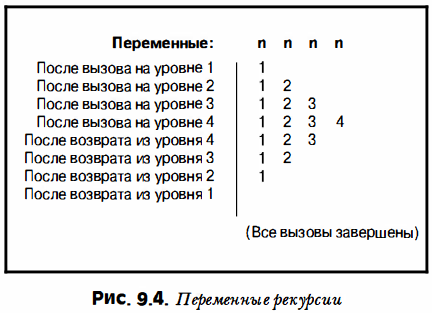 Переменные: n n n n
После вызова на уровне 1 1
После вызова на уровне 2 1 2
После вызова на уровне 3 1 2 3
После вызова на уровне 4 1 2 3 4
После возврата из уровня 4 1 2 3
После возврата из уровня 3 1 2
После возврата из уровня 2 1
После возврата из уровня 1
(Все вызовы завершены)
Рис. 9.4. Переменные рекурсии